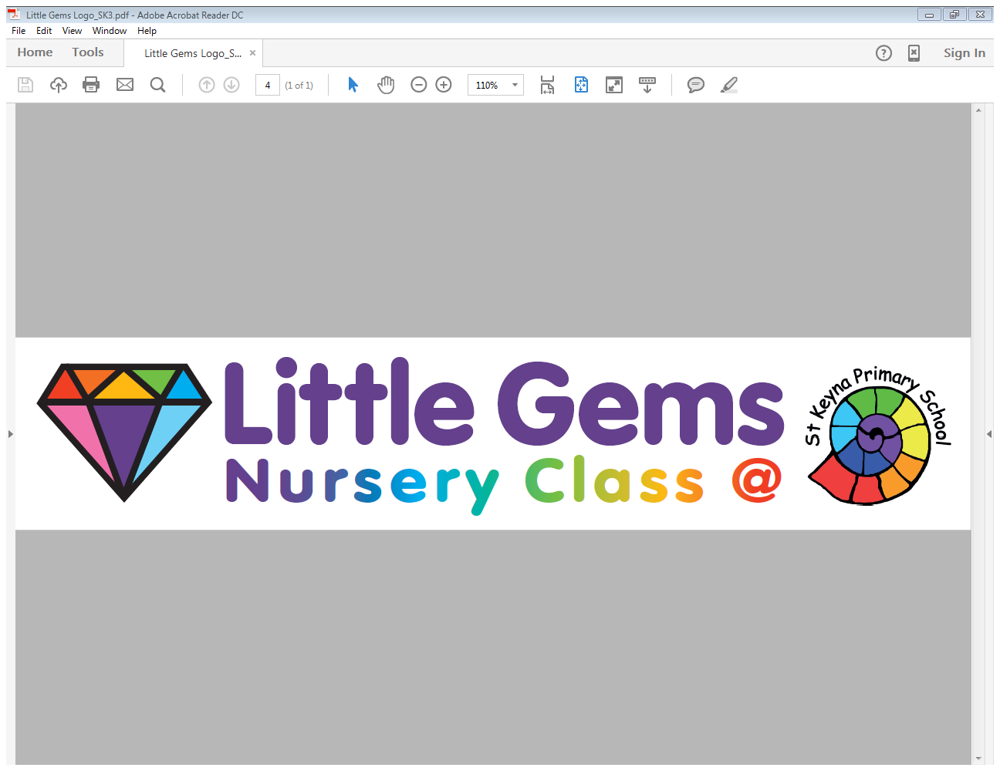 Little Gems Logo_SK3.pdf - Adobe Acrobat Reader DC
File Edit View Window Help
Home Tools Little Gems Logo_S... × Sign In
4 (1 of 1) 110%
St Keyna Primary School
Little Gems
Nursery Class @